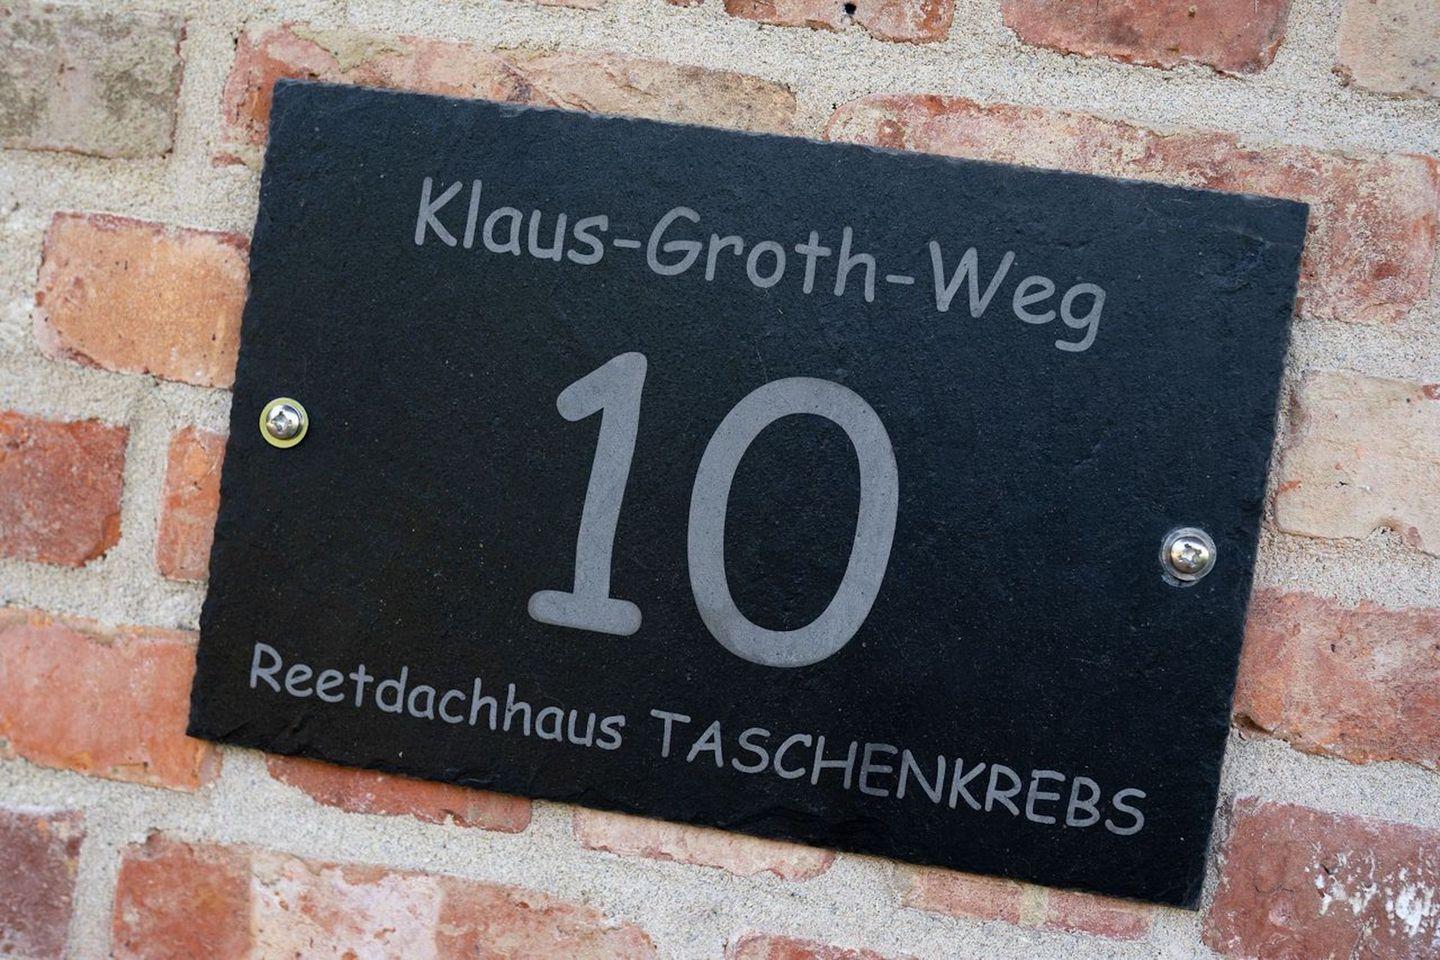 Klaus-Groth-Weg
10
Reetdachhaus TASCHENKREBS